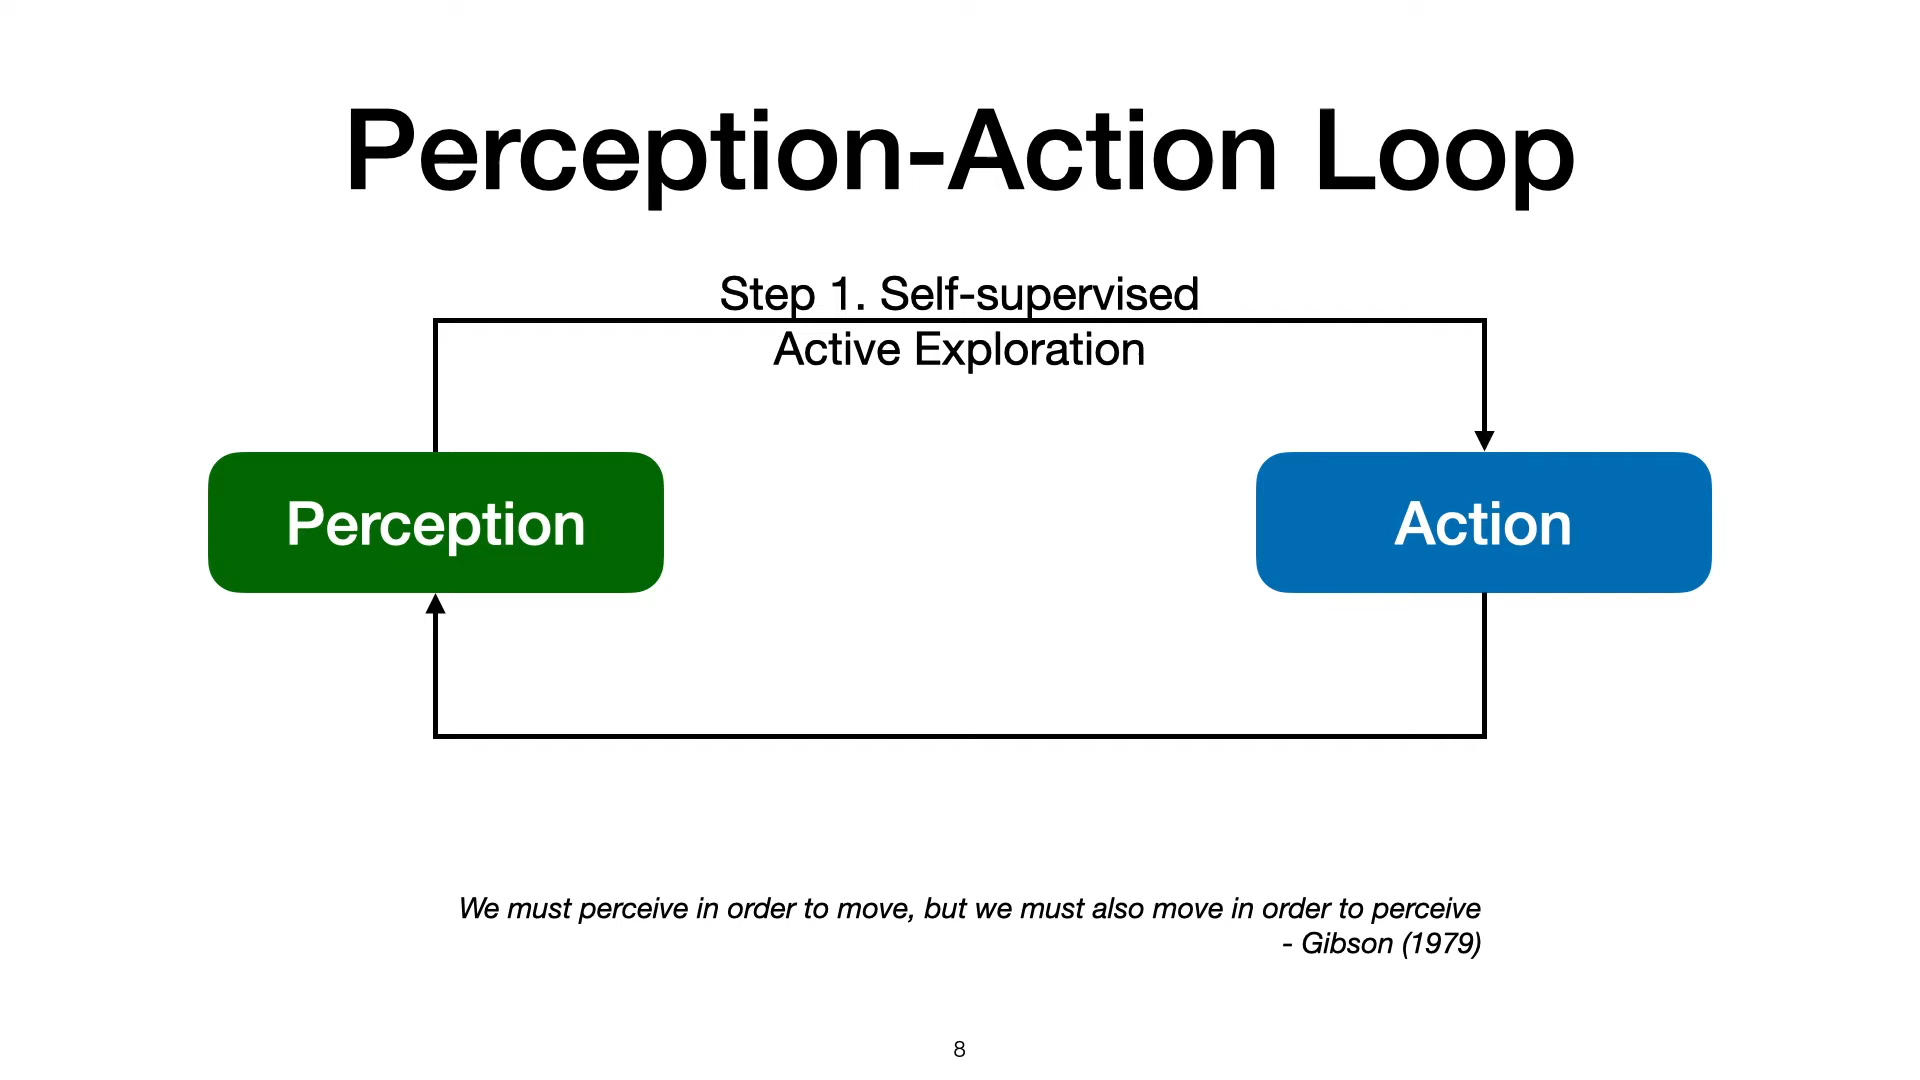 Perception-Action Loop
Step 1. Self-supervised
Active Exploration
Perception
Action
We must perceive in order to move, but we must also move in order to perceive
- Gibson (1979)
8